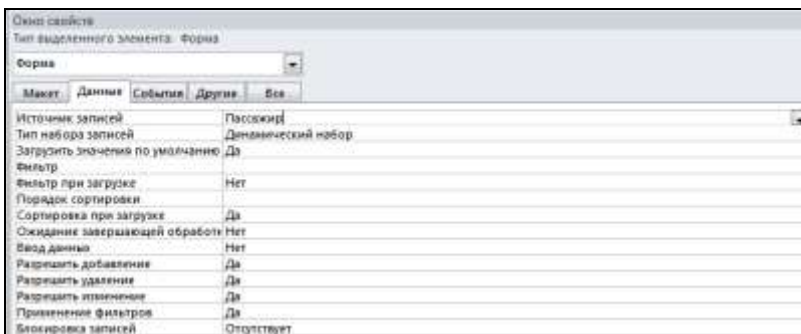 Окно свойств
Тип выделенного элемента: Форма
Форма
Макет Данные События Другие Все
Источник записей Пассажир
Тип набора записей Динамический набор
Загрузить значения по умолчанию Да
Фильтр
Фильтр при загрузке Нет
Порядок сортировки
Сортировка при загрузке Да
Ожидание завершающей обработк Нет
Ввод данных Нет
Разрешить добавление Да
Разрешить удаление Да
Разрешить изменение Да
Применение фильтров Да
Блокировка записей Отсутствует